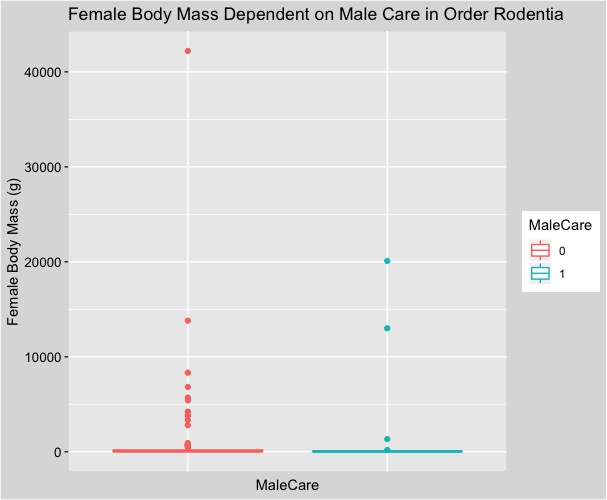 Female Body Mass Dependent on Male Care in Order Rodentia
Female Body Mass (g)
40000
30000
20000
10000
0
MaleCare
MaleCare
0
1